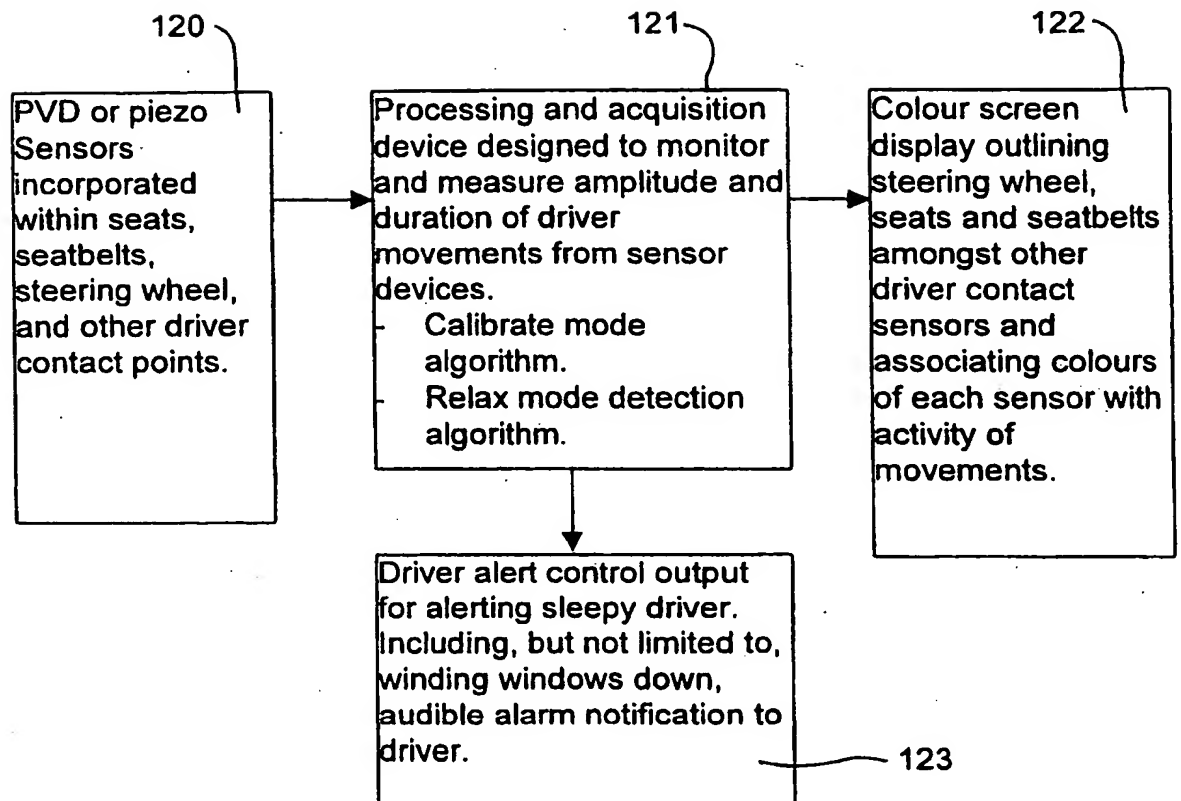 120
121
122
PVD or piezo
Sensors
incorporated
within seats,
seatbelts,
steering wheel,
and other driver
contact points.
Processing and acquisition
device designed to monitor
and measure amplitude and
duration of driver
movements from sensor
devices.
- Calibrate mode
algorithm.
- Relax mode detection
algorithm.
Colour screen
display outlining
steering wheel,
seats and seatbelts
amongst other
driver contact
sensors and
associating colours
of each sensor with
activity of
movements.
Driver alert control output
for alerting sleepy driver.
Including, but not limited to,
winding windows down,
audible alarm notification to
driver.
123